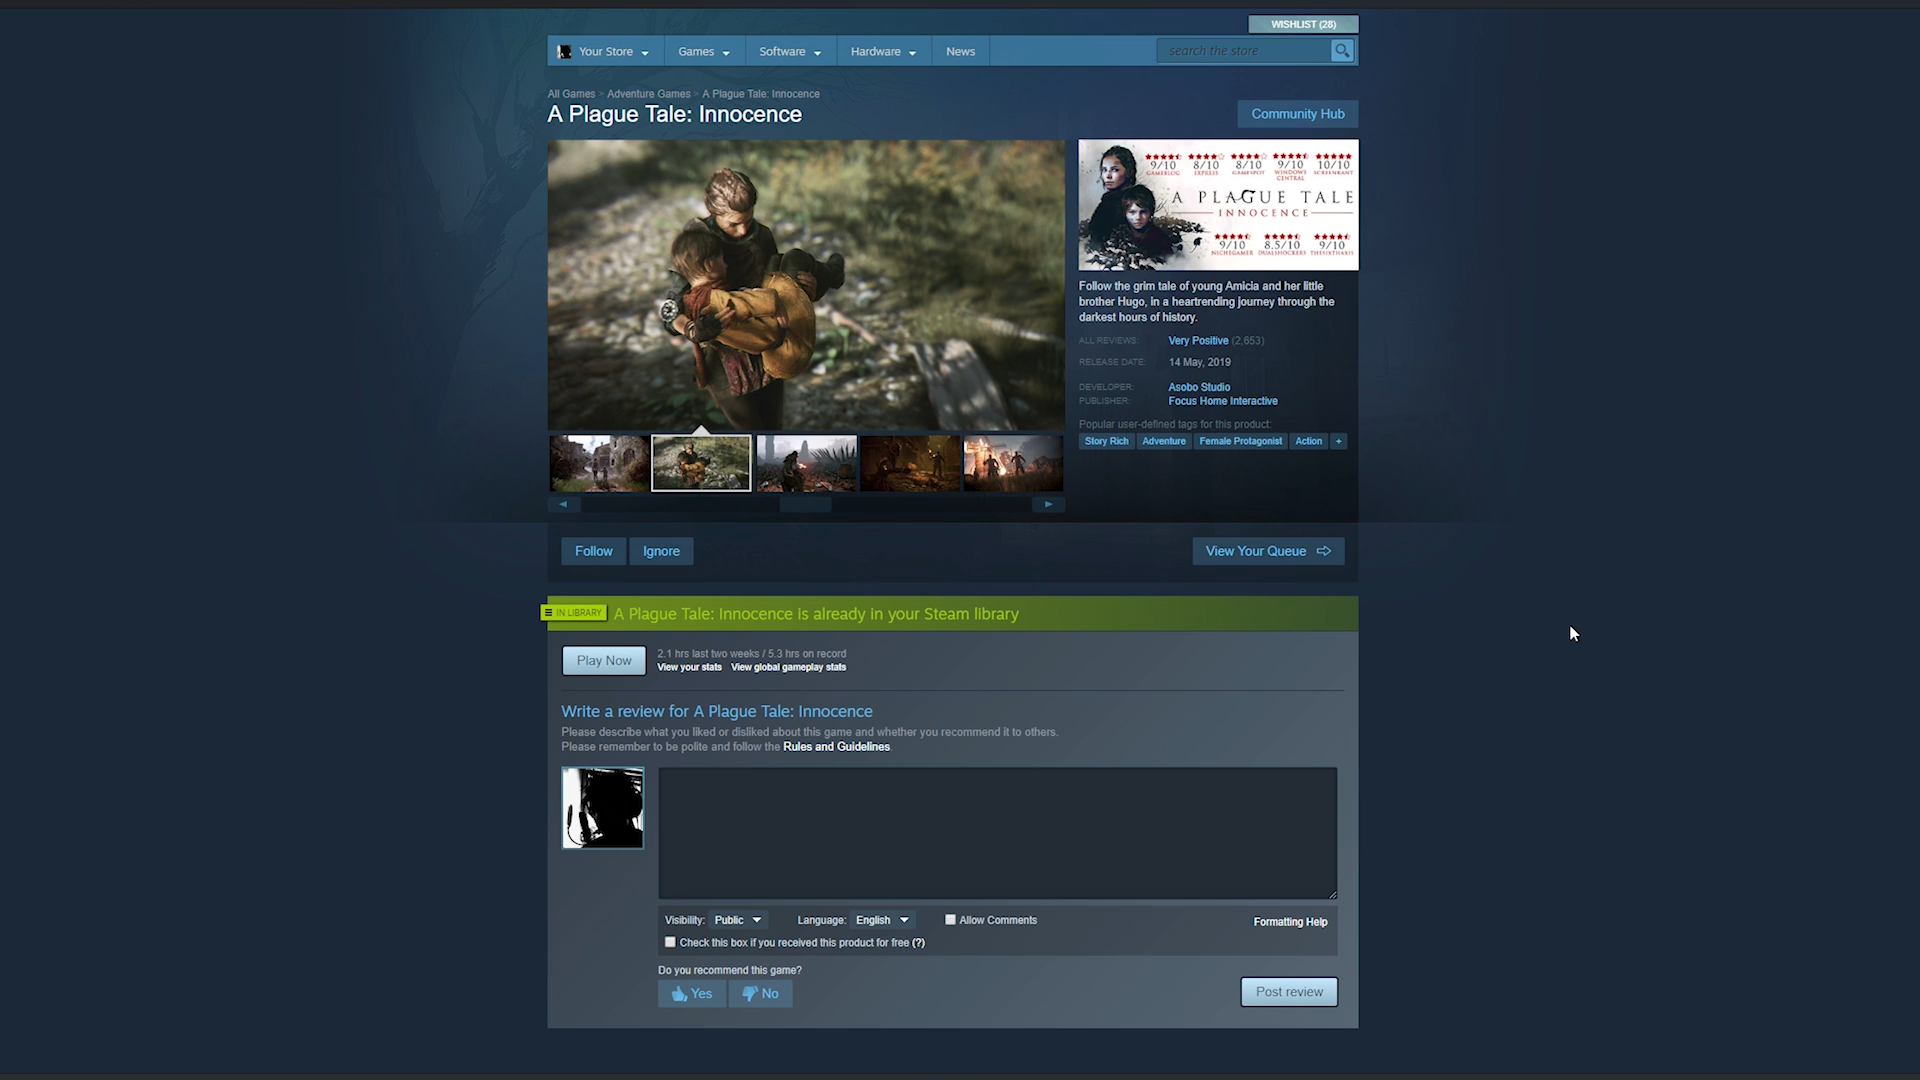 WISHLIST (28)
Your Store Games Software Hardware News search the store
All Games > Adventure Games > A Plague Tale: Innocence
A Plague Tale: Innocence
Community Hub
9/10 8/10 8/10 9/10 10/10
GAMEBLOG EXPRESS GAMESPOT WINDOWS CENTRAL SCREENRANT
A PLAGUE TALE
INNOCENCE
9/10 8.5/10 9/10
NICHEGAMER DUALSHOCKERS THESIXTHAXIS
Follow the grim tale of young Amicia and her little
brother Hugo, in a heartrending journey through the
darkest hours of history.
ALL REVIEWS: Very Positive (2,653)
RELEASE DATE: 14 May, 2019
DEVELOPER: Asobo Studio
PUBLISHER: Focus Home Interactive
Popular user-defined tags for this product:
Story Rich Adventure Female Protagonist Action +
Follow Ignore View Your Queue
IN LIBRARY A Plague Tale: Innocence is already in your Steam library
Play Now
2.1 hrs last two weeks / 5.3 hrs on record
View your stats View global gameplay stats
Write a review for A Plague Tale: Innocence
Please describe what you liked or disliked about this game and whether you recommend it to others.
Please remember to be polite and follow the Rules and Guidelines.
Visibility: Public Language: English Allow Comments Formatting Help
Check this box if you received this product for free (?)
Do you recommend this game?
Yes No Post review